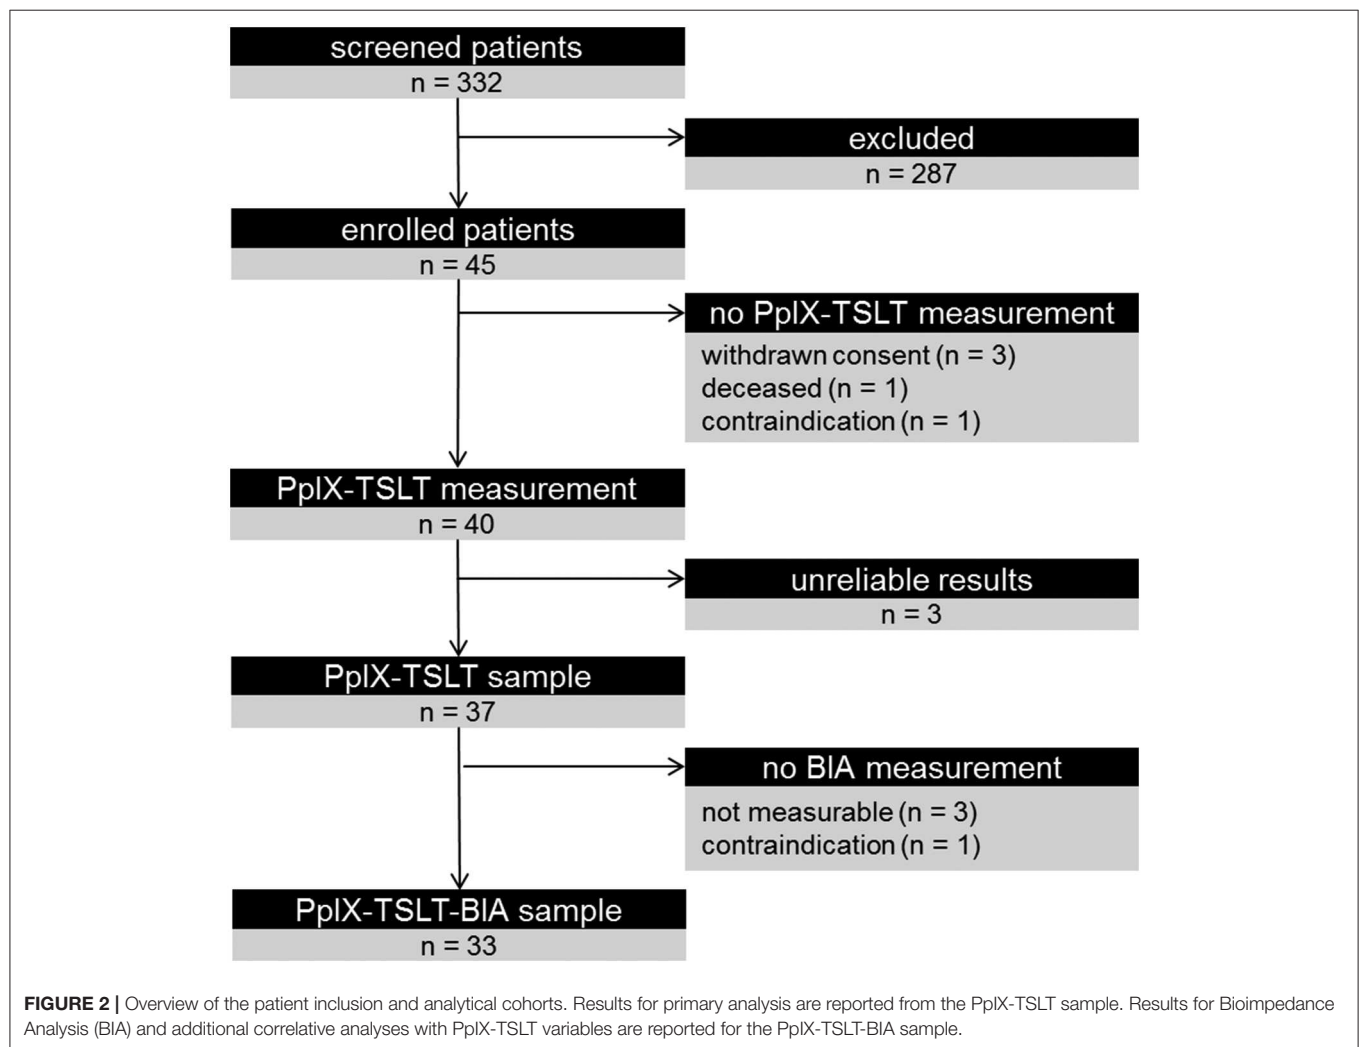 screened patients
n = 332
excluded
n = 287
enrolled patients
n = 45
no PpIX-TSLT measurement
withdrawn consent (n = 3)
deceased (n = 1)
contraindication (n = 1)
PpIX-TSLT measurement
n = 40
unreliable results
n = 3
PpIX-TSLT sample
n = 37
no BIA measurement
not measurable (n = 3)
contraindication (n = 1)
PpIX-TSLT-BIA sample
n = 33
FIGURE 2 | Overview of the patient inclusion and analytical cohorts. Results for primary analysis are reported from the PpIX-TSLT sample. Results for Bioimpedance
Analysis (BIA) and additional correlative analyses with PpIX-TSLT variables are reported for the PpIX-TSLT-BIA sample.